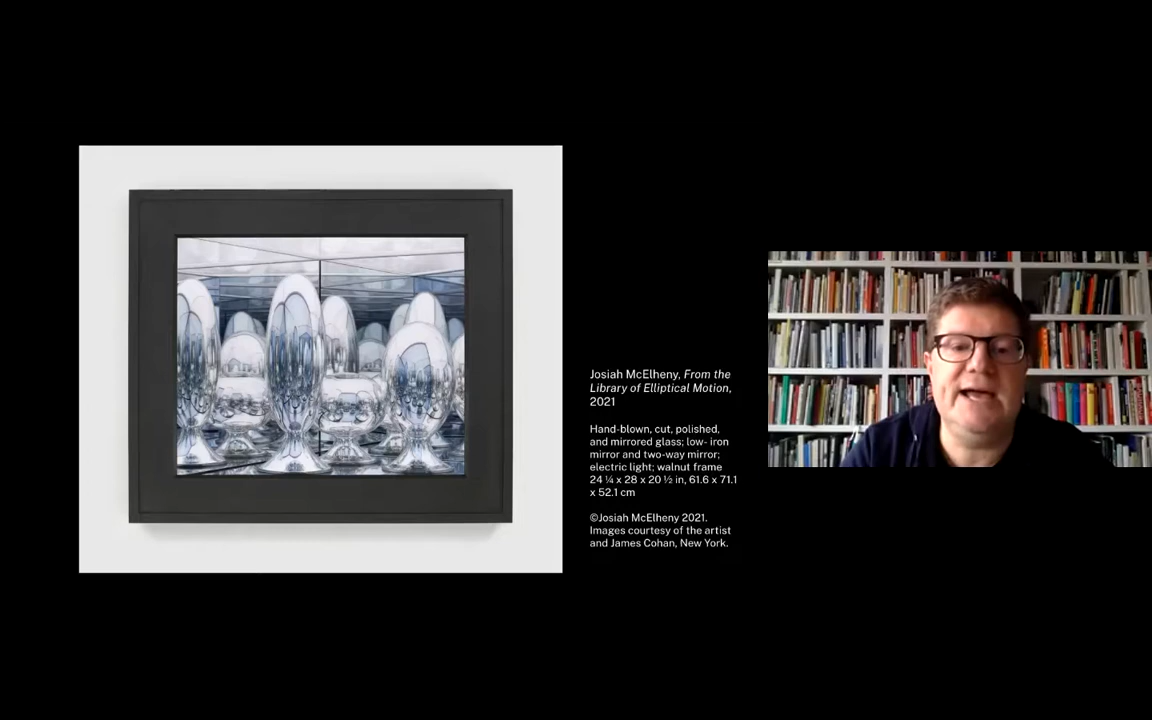 Josiah McElheny, From the
Library of Elliptical Motion,
2021
Hand-blown, cut, polished,
and mirrored glass; low- iron
mirror and two-way mirror;
electric light; walnut frame
24 ¼ x 28 x 20 ½ in, 61.6 x 71.1
x 52.1 cm
©Josiah McElheny 2021.
Images courtesy of the artist
and James Cohan, New York.